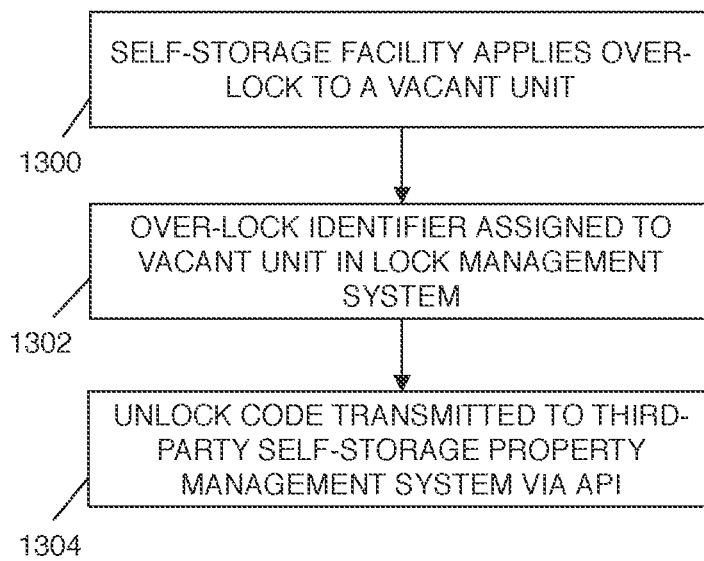 SELF-STORAGE FACILITY APPLIES OVER-
LOCK TO A VACANT UNIT
1300
OVER-LOCK IDENTIFIER ASSIGNED TO
VACANT UNIT IN LOCK MANAGEMENT
SYSTEM
1302
UNLOCK CODE TRANSMITTED TO THIRD-
PARTY SELF-STORAGE PROPERTY
MANAGEMENT SYSTEM VIA API
1304